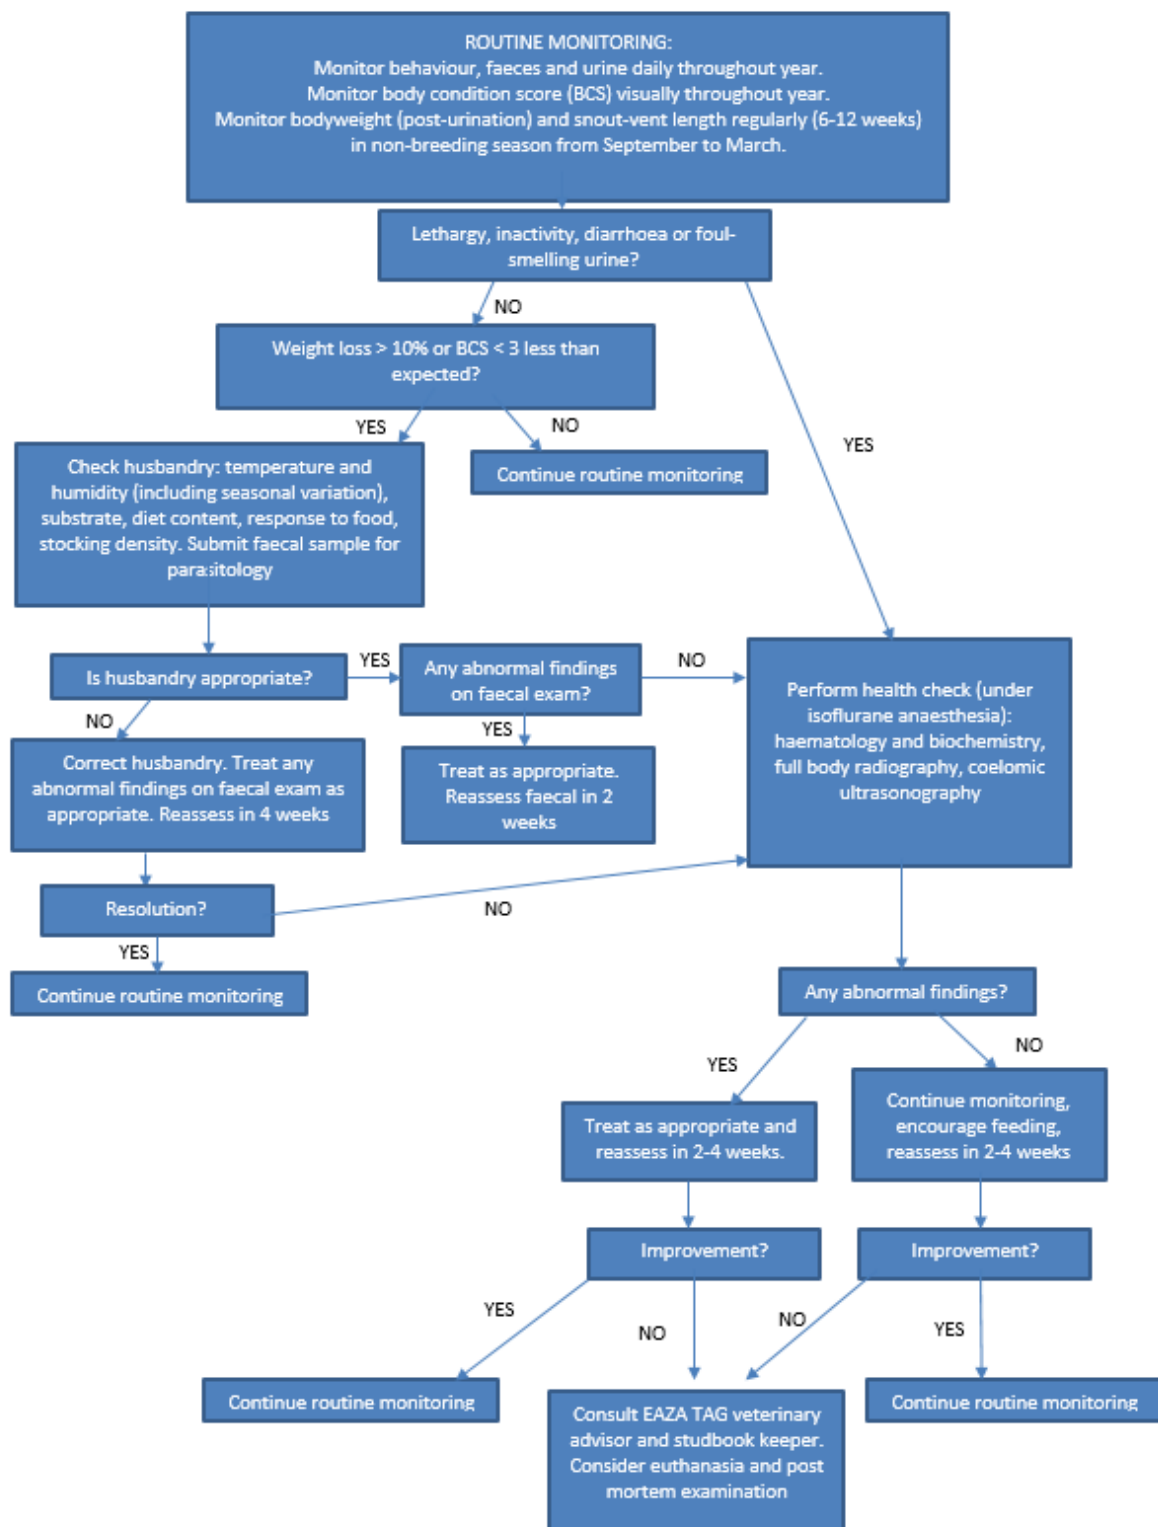 ROUTINE MONITORING:
Monitor behaviour, faeces and urine daily throughout year.
Monitor body condition score (BCS) visually throughout year.
Monitor bodyweight (post-urination) and snout-vent length regularly (6-12 weeks)
in non-breeding season from September to March.
Lethargy, inactivity, diarrhoea or foul-
smelling urine?
NO
YES
Weight loss > 10% or BCS < 3 less than
expected?
YES
NO
Continue routine monitoring
Check husbandry: temperature and
humidity (including seasonal variation),
substrate, diet content, response to food,
stocking density. Submit faecal sample for
parasitology
Is husbandry appropriate?
YES
Any abnormal findings
on faecal exam?
NO
Perform health check (under
isoflurane anaesthesia):
haematology and biochemistry,
full body radiography, coelomic
ultrasonography
NO
YES
Correct husbandry. Treat any
abnormal findings on faecal exam as
appropriate. Reassess in 4 weeks
Treat as appropriate.
Reassess faecal in 2
weeks
Resolution?
NO
YES
Continue routine monitoring
Any abnormal findings?
YES
NO
Treat as appropriate and
reassess in 2-4 weeks.
Continue monitoring,
encourage feeding,
reassess in 2-4 weeks
Improvement?
Improvement?
YES
NO
NO
YES
Continue routine monitoring
Consult EAZA TAG veterinary
advisor and studbook keeper.
Consider euthanasia and post
mortem examination
Continue routine monitoring